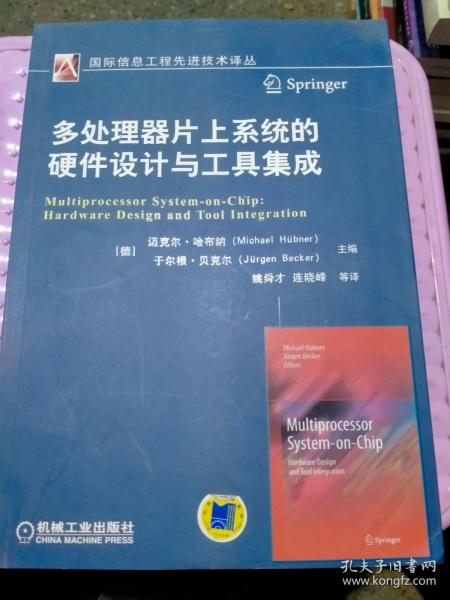 国际信息工程先进技术译丛
Springer
多处理器片上系统的
硬件设计与工具集成
Multiprocessor System-on-Chip:
Hardware Design and Tool Integration
[德]
迈克尔·哈布纳 (Michael Hübner)
于尔根·贝克尔 (Jürgen Becker)
主编
姚舜才 连晓峰 等译
Michael Hübner
Jürgen Becker
Editors
Multiprocessor
System-on-Chip
Hardware Design
and Tool Integration
Springer
机械工业出版社
CHINA MACHINE PRESS
孔夫子旧书网
www.kongfz.com